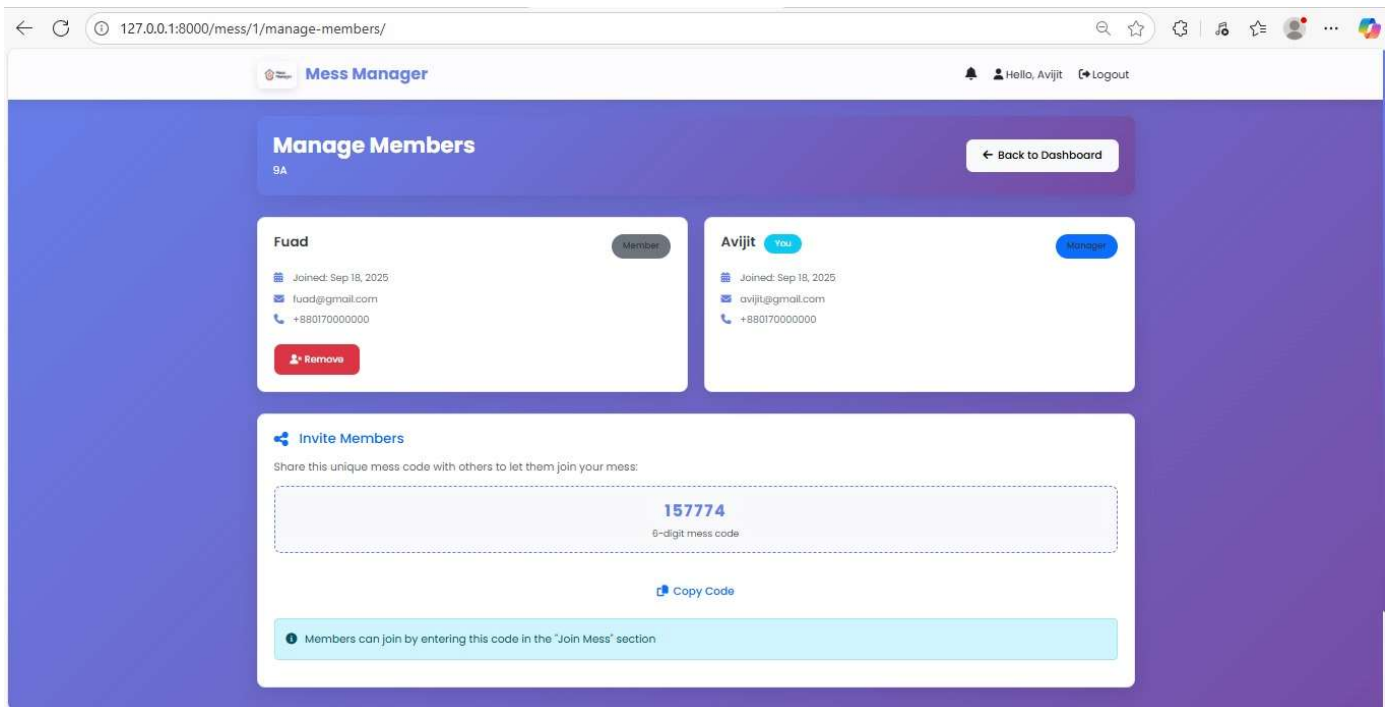 127.0.0.1:8000/mess/1/manage-members/
Mess Manager
Hello, Avijit
Logout
Manage Members
9A
← Back to Dashboard
Fuad
Member
Joined: Sep 18, 2025
fuad@gmail.com
+880170000000
Remove
Avijit You
Manager
Joined: Sep 18, 2025
avijit@gmail.com
+880170000000
Invite Members
Share this unique mess code with others to let them join your mess:
157774
6-digit mess code
Copy Code
Members can join by entering this code in the "Join Mess" section